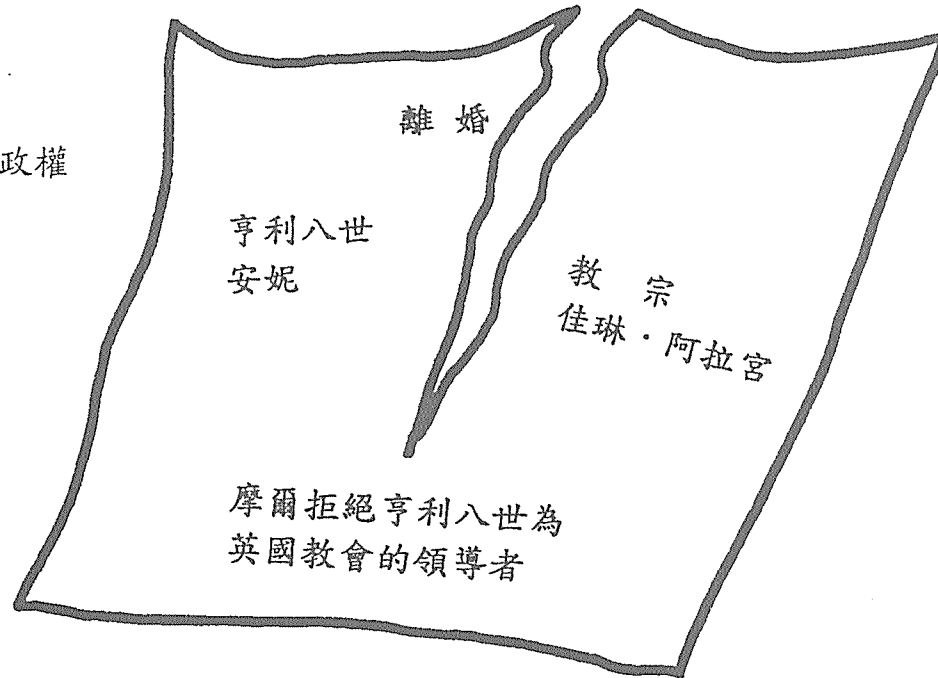 離婚
政權
亨利八世
安妮
教宗
佳琳·阿拉宮
摩爾拒絕亨利八世為
英國教會的領導者